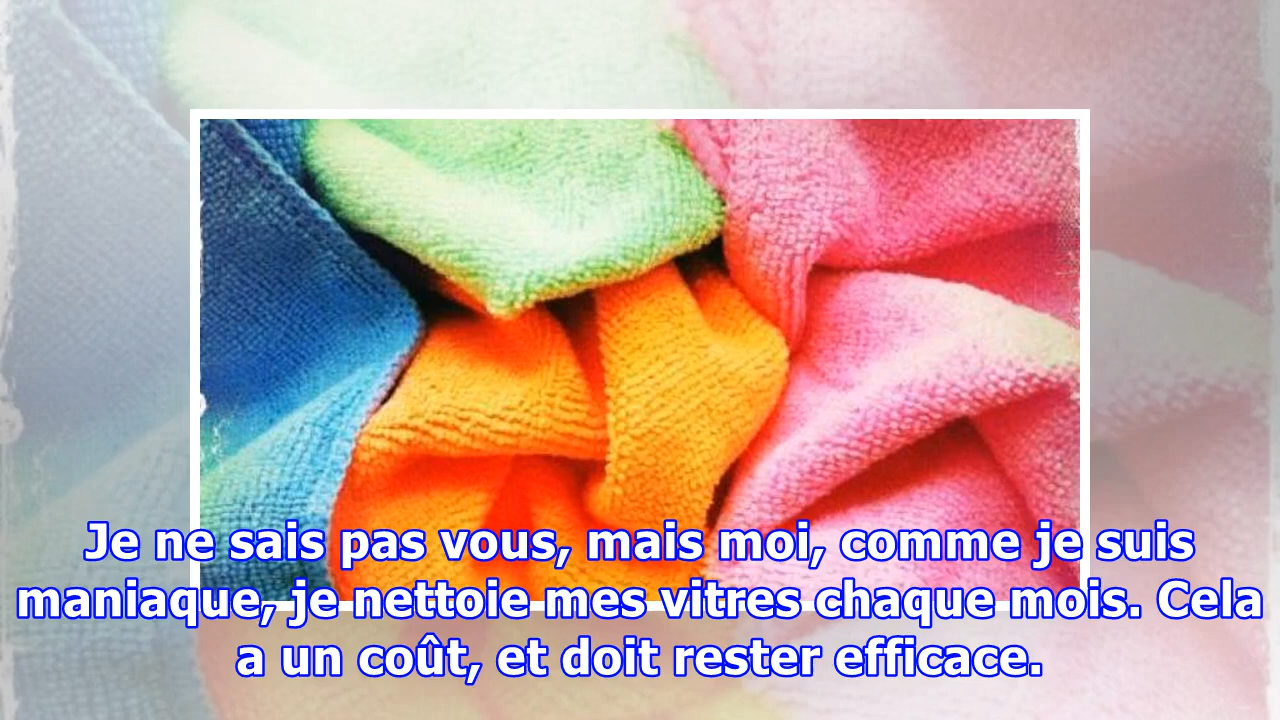 Je ne sais pas vous, mais moi, comme je suis
maniaque, je nettoie mes vitres chaque mois. Cela
a un coût, et doit rester efficace.